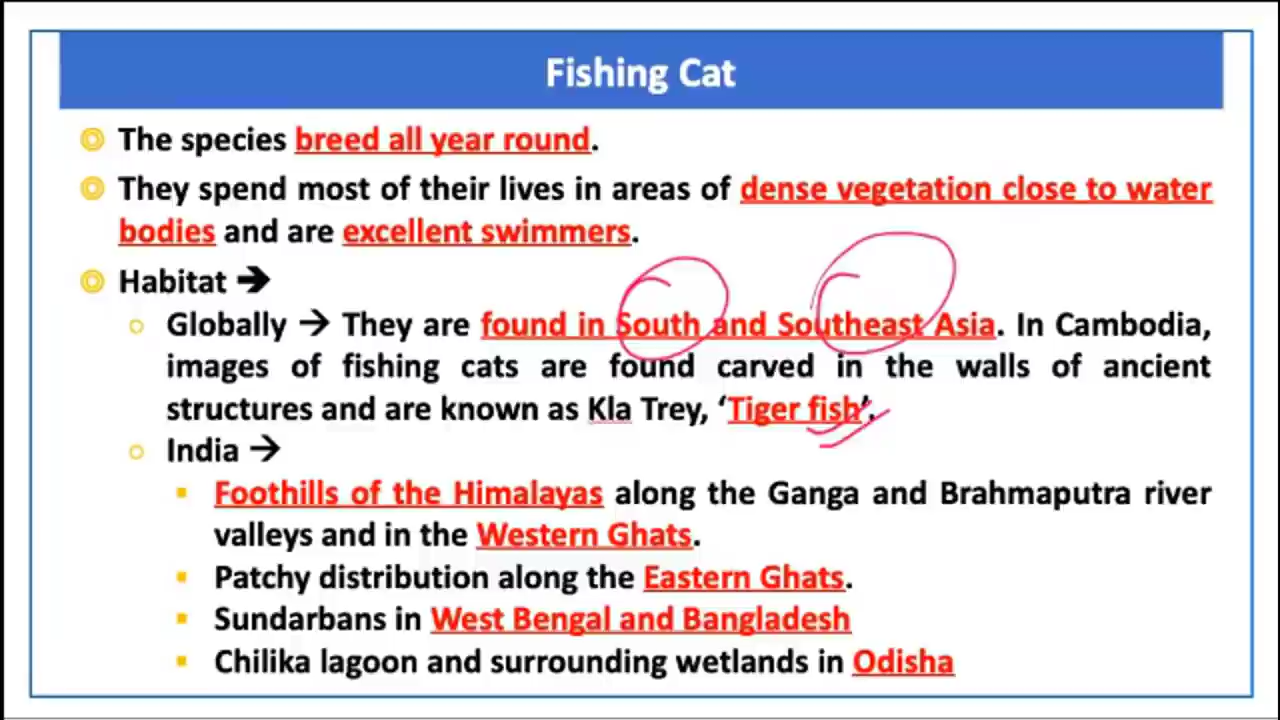 Fishing Cat
The species breed all year round.
They spend most of their lives in areas of dense vegetation close to water
bodies and are excellent swimmers.
Habitat ➔
Globally → They are found in South and Southeast Asia. In Cambodia,
images of fishing cats are found carved in the walls of ancient
structures and are known as Kla Trey, ‘Tiger fish’.
India →
Foothills of the Himalayas along the Ganga and Brahmaputra river
valleys and in the Western Ghats.
Patchy distribution along the Eastern Ghats.
Sundarbans in West Bengal and Bangladesh
Chilika lagoon and surrounding wetlands in Odisha